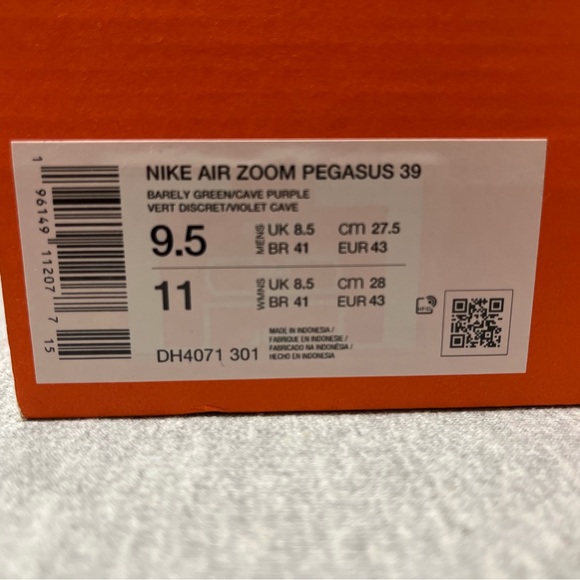 NIKE AIR ZOOM PEGASUS 39
BARELY GREEN/CAVE PURPLE
VERT DISCRET/VIOLET CAVE
9.5 MENS UK 8.5 cm 27.5
BR 41 EUR 43
11 WMNS UK 8.5 cm 28
BR 41 EUR 43
DH4071 301
MADE IN INDONESIA /
FABRIQUE EN INDONESIE /
FABRICADO NA INDONÉSIA /
HECHO EN INDONESIA
1 96149 11207 7 15
RFID